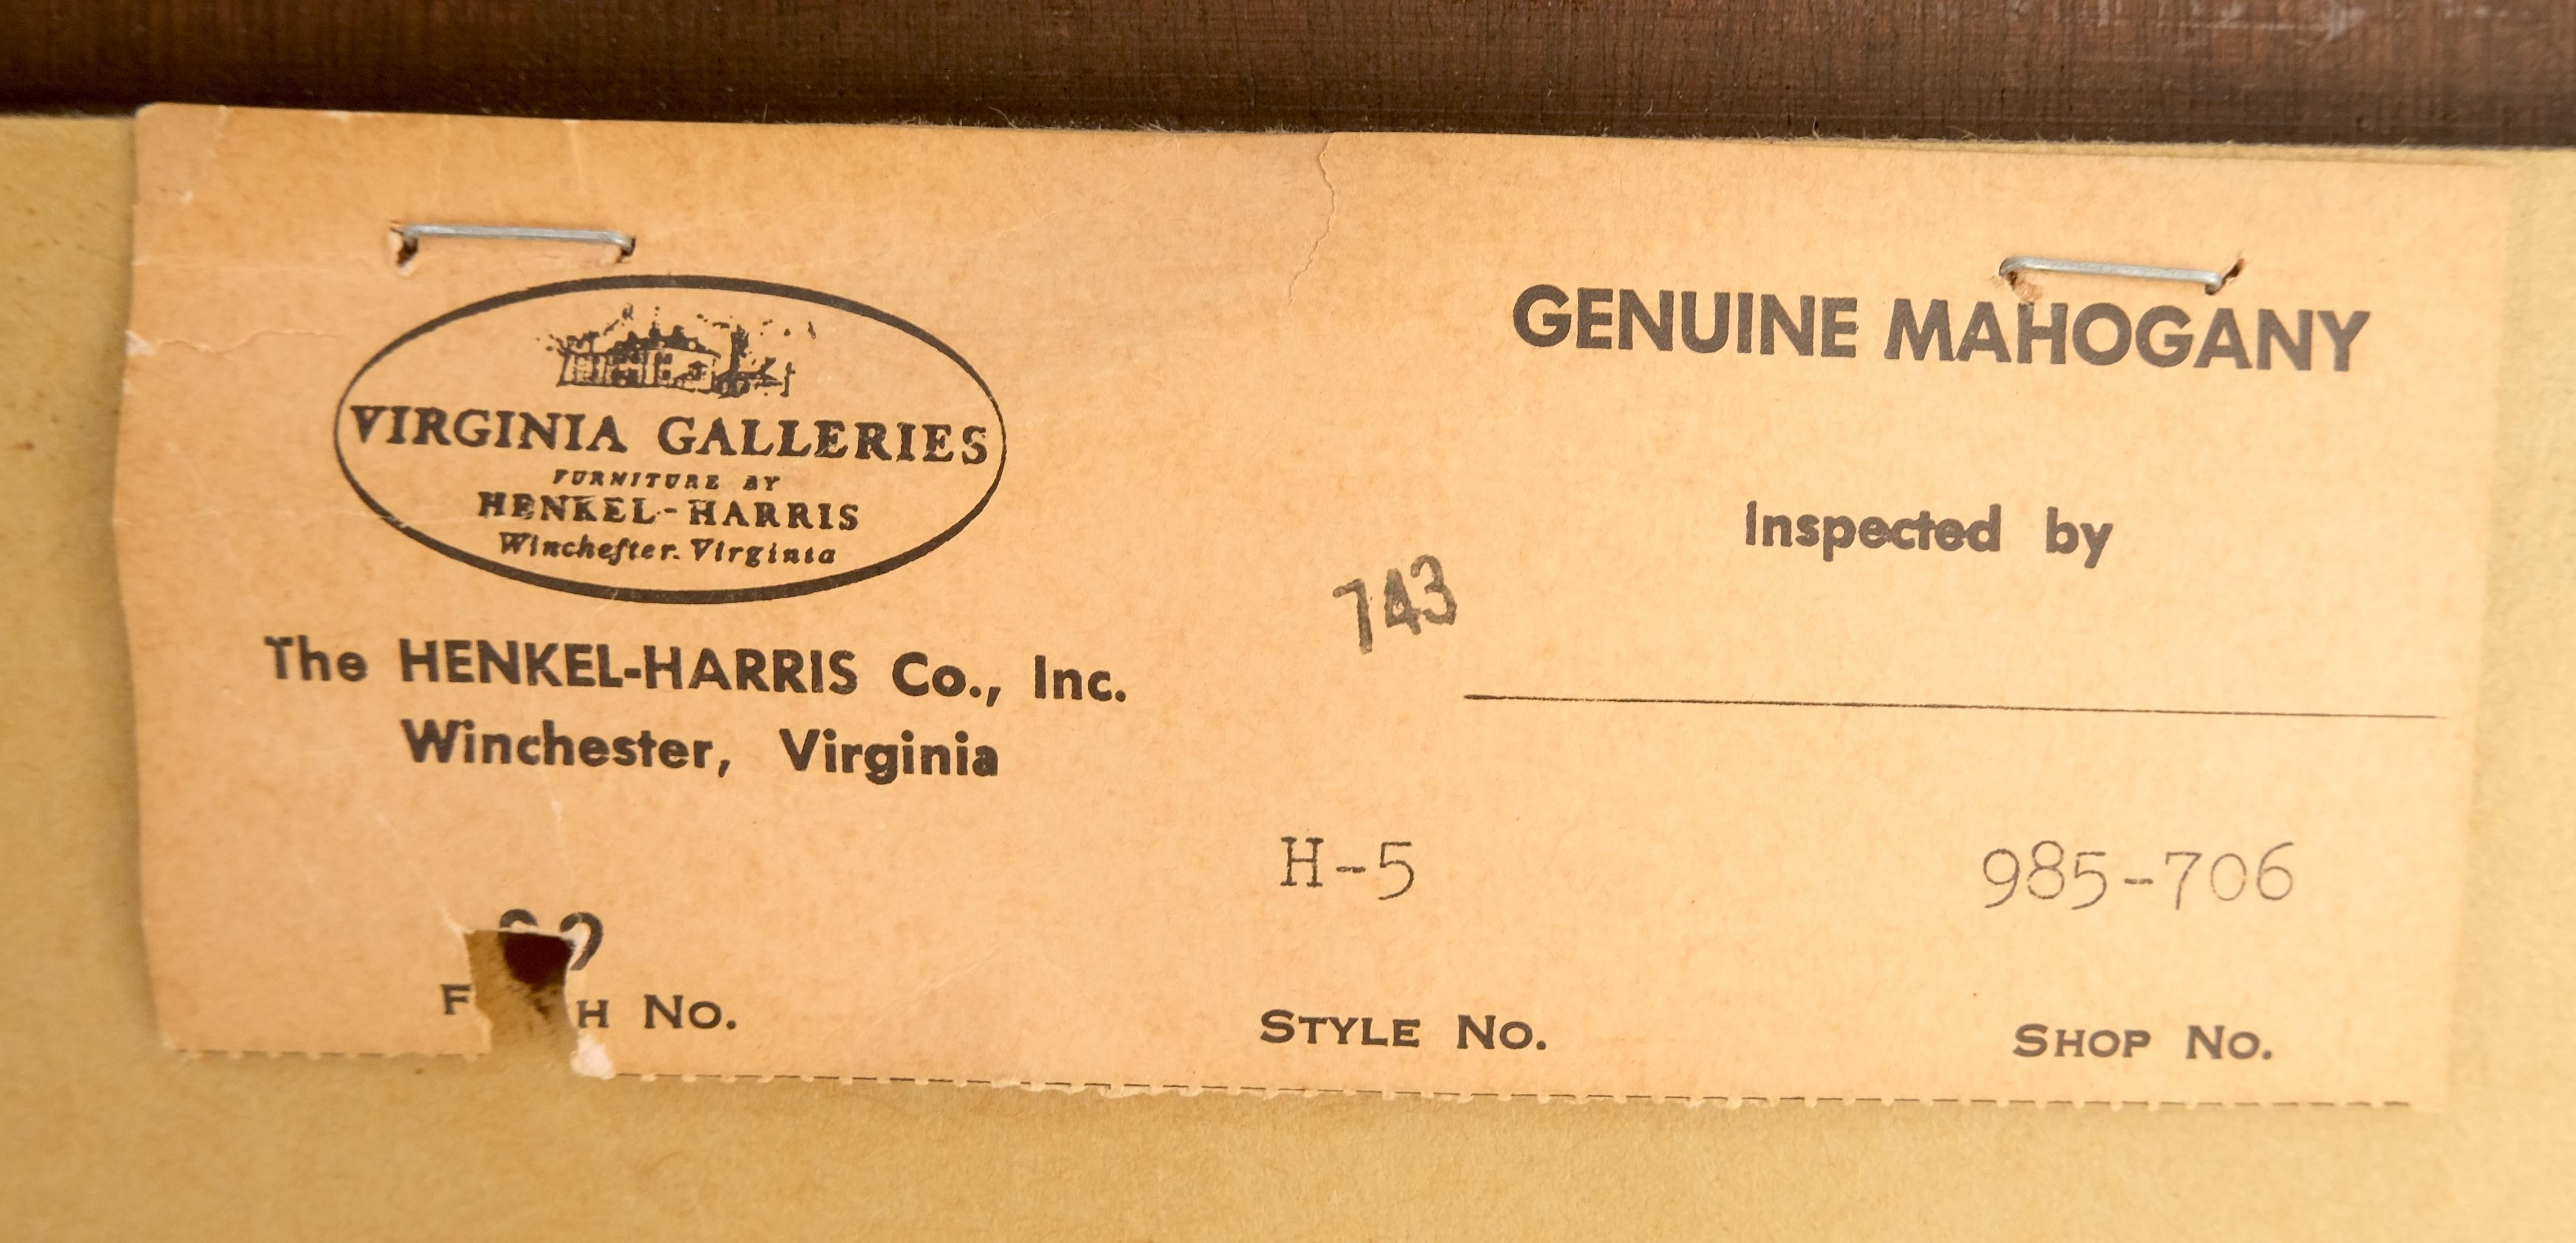 VIRGINIA GALLERIES
FURNITURE BY
HENKEL-HARRIS
Wincheſter. Virginia
The HENKEL-HARRIS Co., Inc.
Winchester, Virginia
GENUINE MAHOGANY
Inspected by
743
H-5
985-706
No.
STYLE No.
SHOP No.